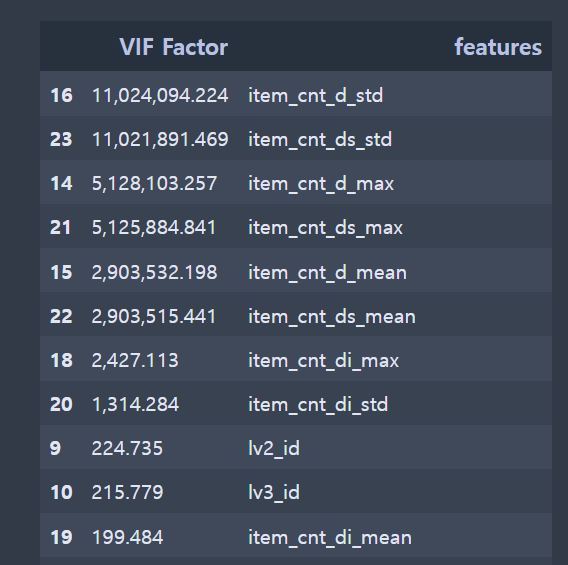 VIF Factor features
16 11,024,094.224 item_cnt_d_std
23 11,021,891.469 item_cnt_ds_std
14 5,128,103.257 item_cnt_d_max
21 5,125,884.841 item_cnt_ds_max
15 2,903,532.198 item_cnt_d_mean
22 2,903,515.441 item_cnt_ds_mean
18 2,427.113 item_cnt_di_max
20 1,314.284 item_cnt_di_std
9 224.735 lv2_id
10 215.779 lv3_id
19 199.484 item_cnt_di_mean